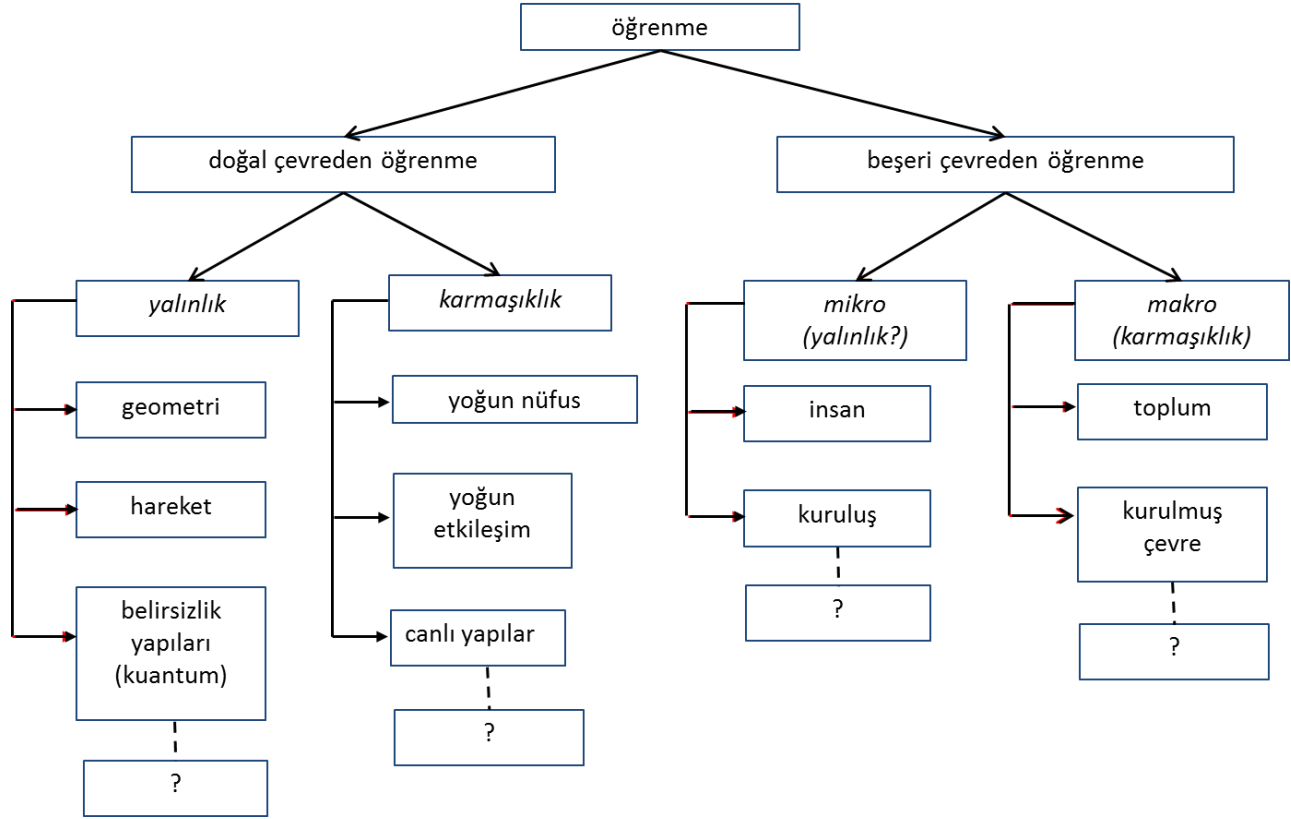 öğrenme
doğal çevreden öğrenme
beşeri çevreden öğrenme
yalınlık
karmaşıklık
mikro
(yalınlık?)
makro
(karmaşıklık)
geometri
yoğun nüfus
insan
toplum
hareket
yoğun
etkileşim
kuruluş
kurulmuş
çevre
belirsizlik
yapıları
(kuantum)
canlı yapılar
?
?
?
?